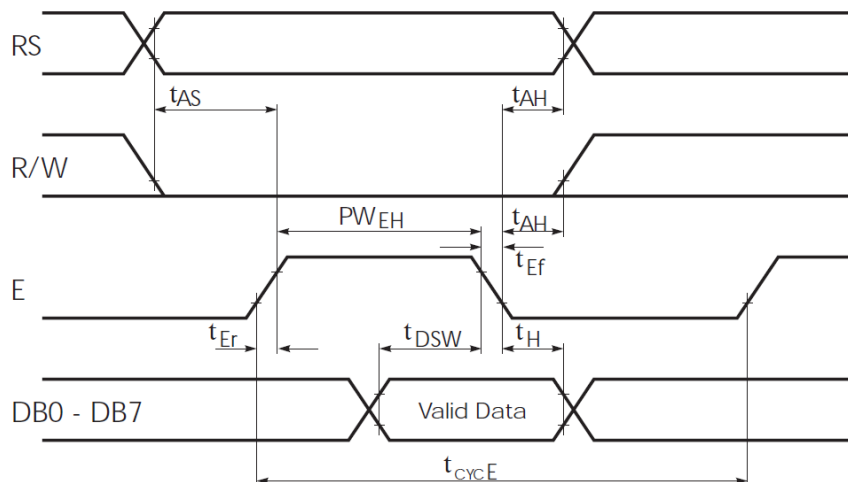 RS
tAS
tAH
R/W
PWEH
tAH
tEf
E
tEr
tDSW
tH
DB0 - DB7
Valid Data
tCYCE